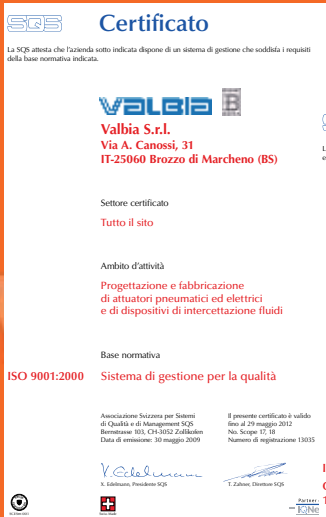 SQS
Certificato
La SQS attesta che l'azienda sotto indicata dispone di un sistema di gestione che soddisfa i requisiti
della base normativa indicata.
VALBIA B
Valbia S.r.l.
Via A. Canossi, 31
IT-25060 Brozzo di Marcheno (BS)
Settore certificato
Tutto il sito
Ambito d'attività
Progettazione e fabbricazione
di attuatori pneumatici ed elettrici
e di dispositivi di intercettazione fluidi
Base normativa
ISO 9001:2000 Sistema di gestione per la qualità
Associazione Svizzera per Sistemi
di Qualità e di Management SQS
Bernstrasse 103, CH-3052 Zollikofen
Data di emissione: 30 maggio 2009
Il presente certificato è valido
fino al 29 maggio 2012
No. Scope 17, 18
Numero di registrazione 13035
X. Edelmann
X. Edelmann, Presidente SQS
T. Zahner, Direttore SQS
Swiss Made
Partner
IQNet